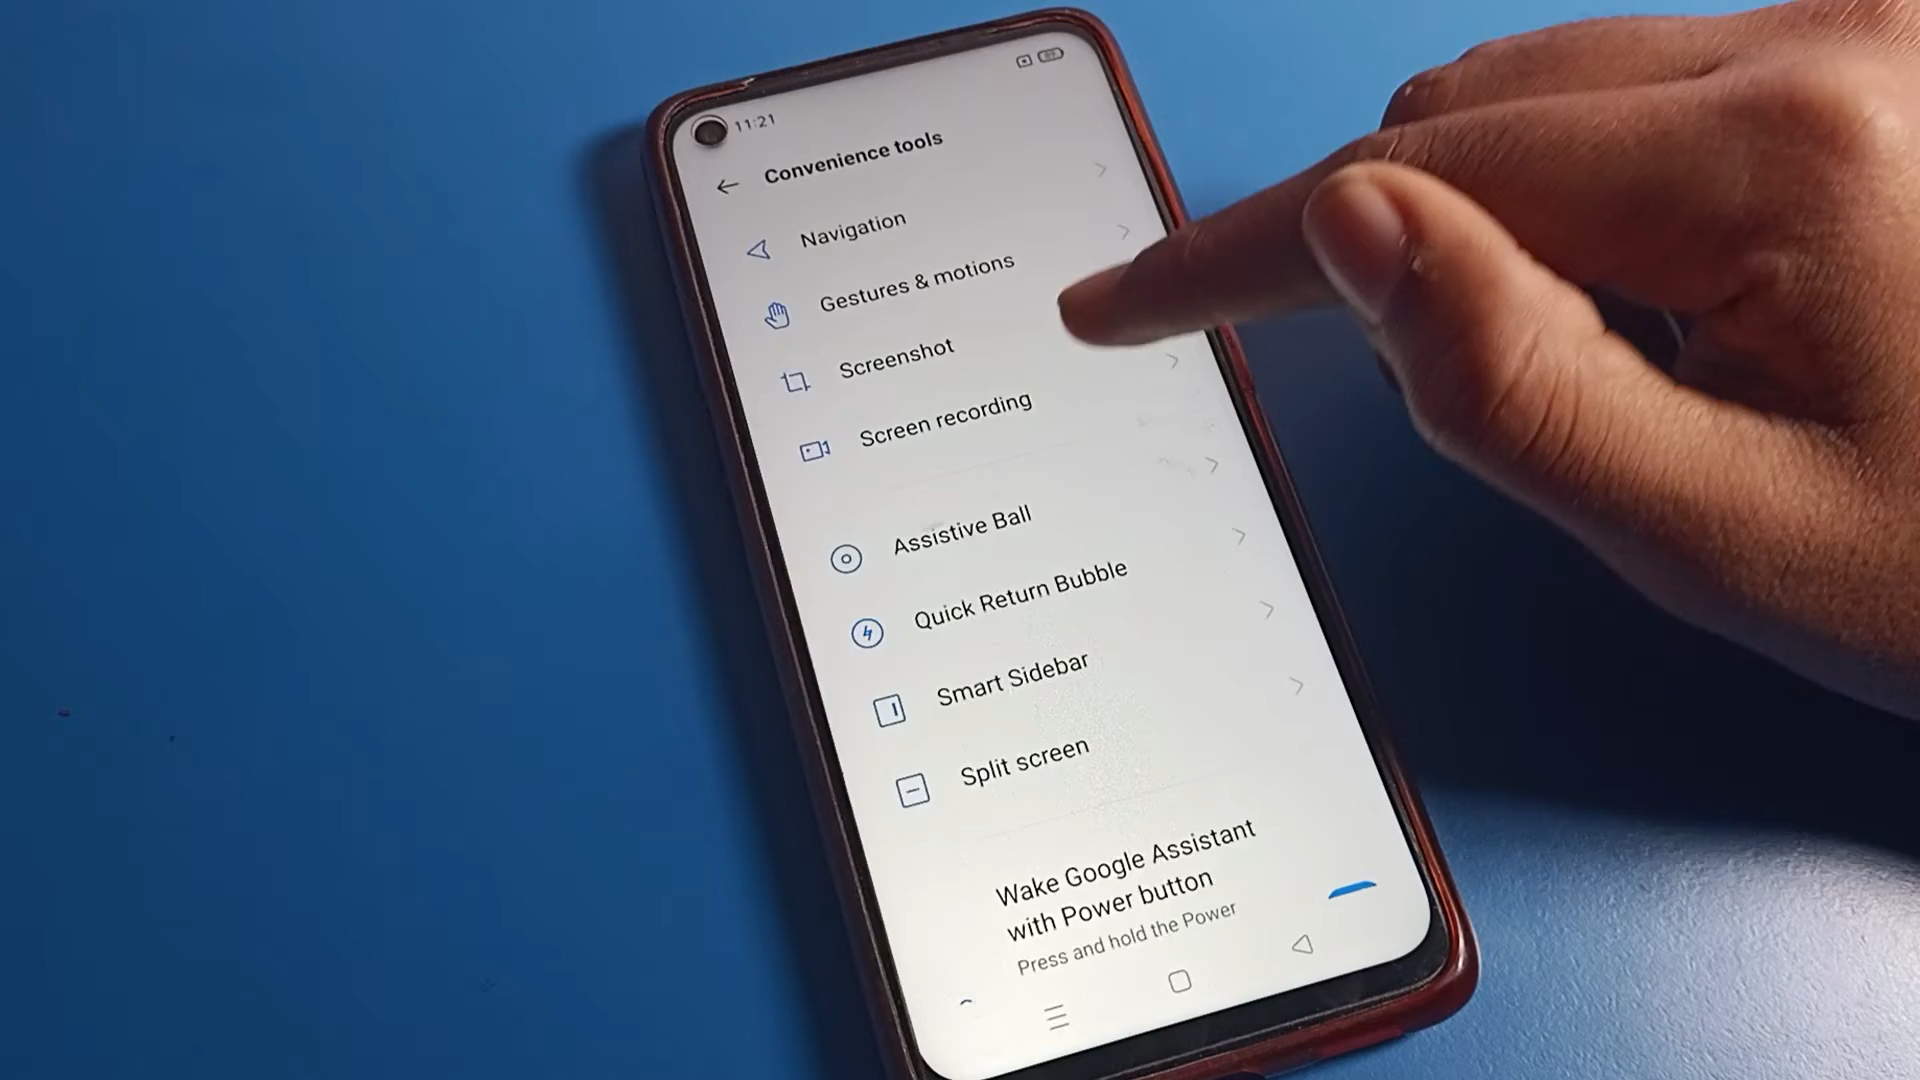 11:21
Convenience tools
Navigation
Gestures & motions
Screenshot
Screen recording
Assistive Ball
Quick Return Bubble
Smart Sidebar
Split screen
Wake Google Assistant
with Power button
Press and hold the Power